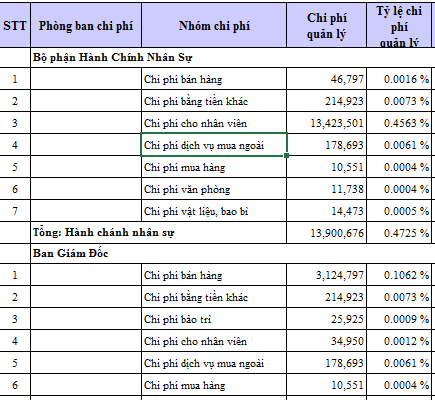 STT Phòng ban chi phí Nhóm chi phí Chi phí quản lý Tỷ lệ chi phí quản lý
Bộ phận Hành Chính Nhân Sự
1 Chi phí bán hàng 46,797 0.0016 %
2 Chi phí bằng tiền khác 214,923 0.0073 %
3 Chi phí cho nhân viên 13,423,501 0.4563 %
4 Chi phí dịch vụ mua ngoài 178,693 0.0061 %
5 Chi phí mua hàng 10,551 0.0004 %
6 Chi phí văn phòng 11,738 0.0004 %
7 Chi phí vật liệu, bao bì 14,473 0.0005 %
Tổng: Hành chánh nhân sự 13,900,676 0.4725 %
Ban Giám Đốc
1 Chi phí bán hàng 3,124,797 0.1062 %
2 Chi phí bằng tiền khác 214,923 0.0073 %
3 Chi phí bảo trì 25,925 0.0009 %
4 Chi phí cho nhân viên 34,950 0.0012 %
5 Chi phí dịch vụ mua ngoài 178,693 0.0061 %
6 Chi phí mua hàng 10,551 0.0004 %